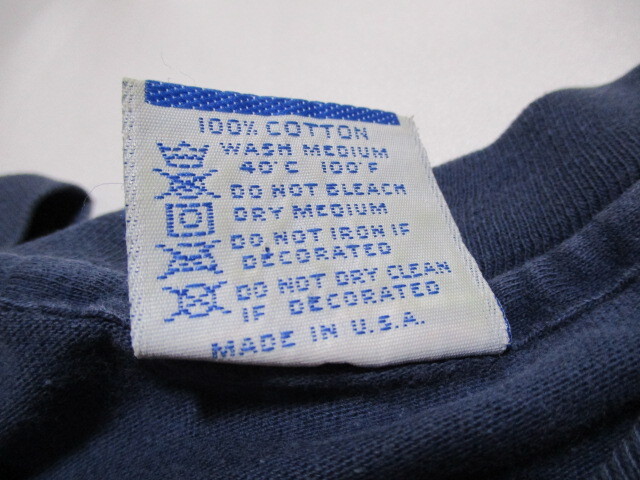 100% COTTON
WASH MEDIUM
40°C 100°F
DO NOT BLEACH
DRY MEDIUM
DO NOT IRON IF
DECORATED
DO NOT DRY CLEAN
IF DECORATED
MADE IN U.S.A.